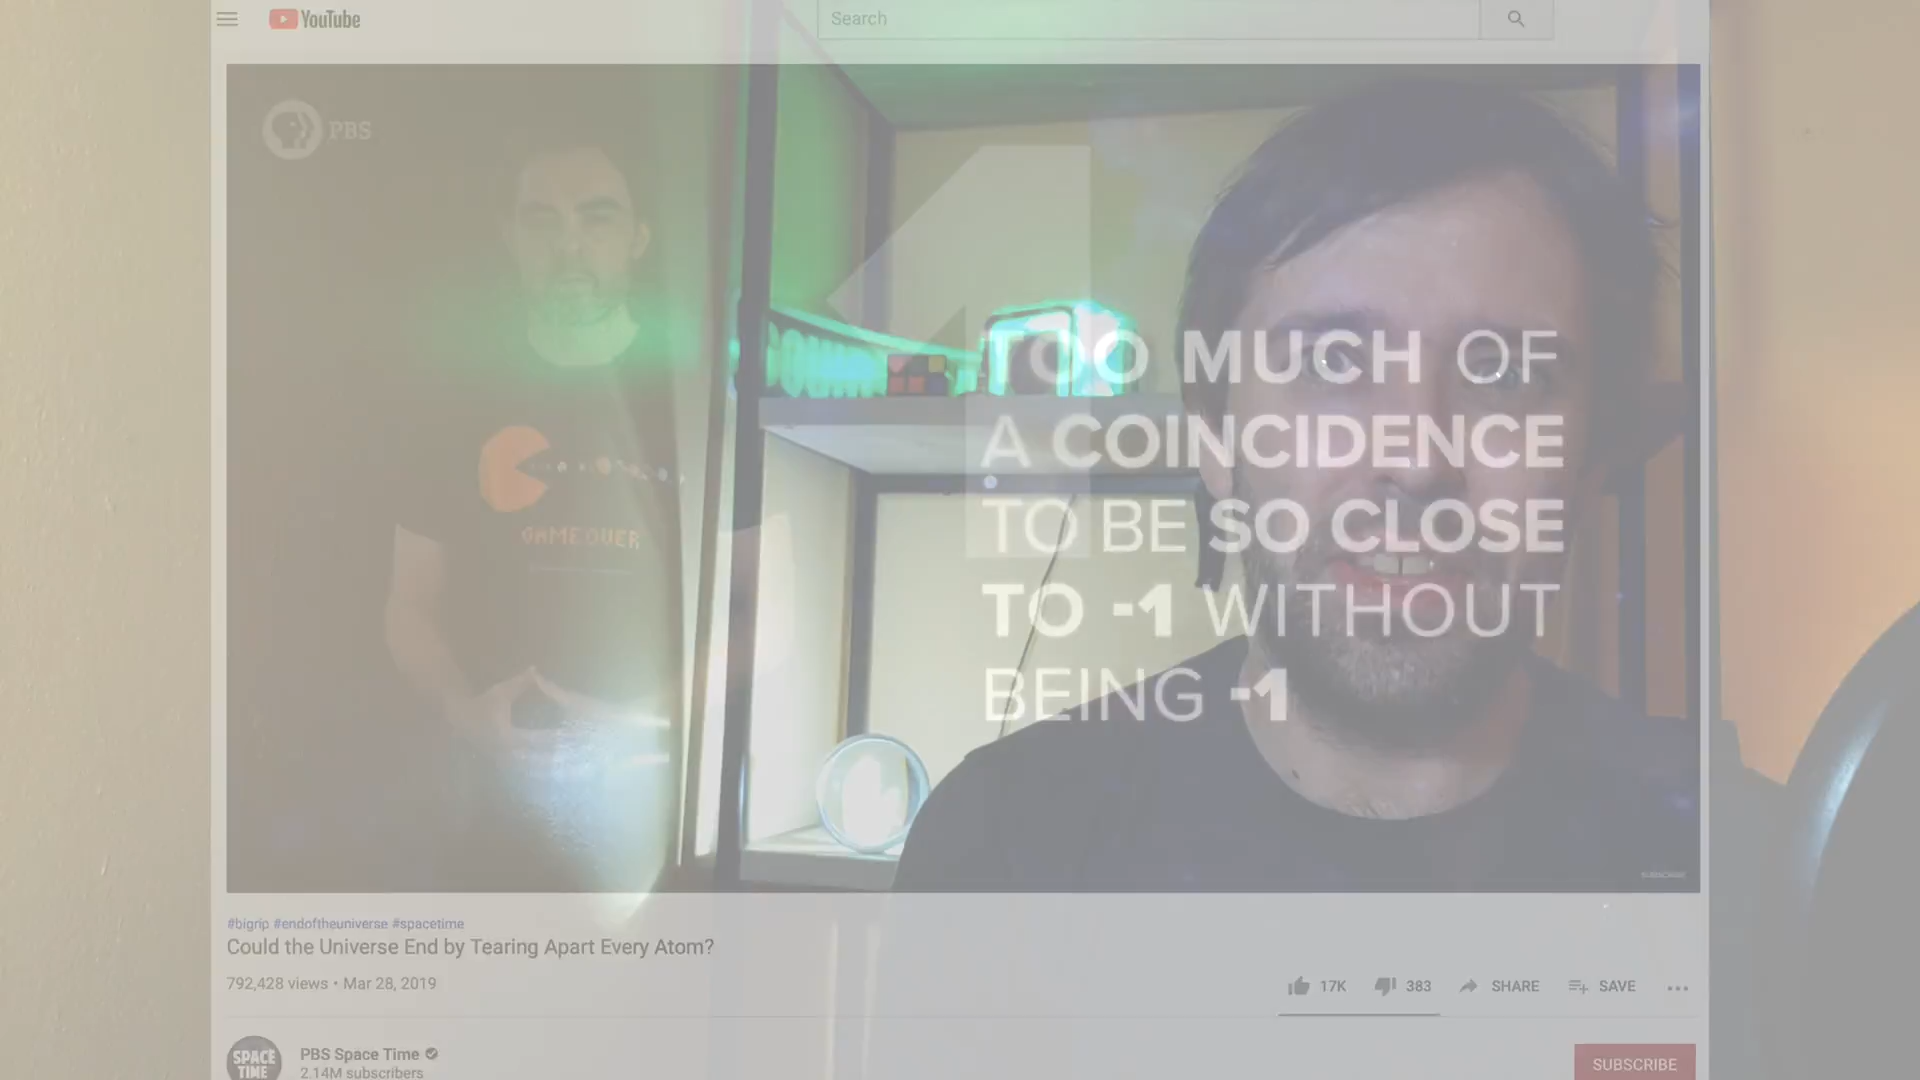 YouTube
Search
PBS
TOO MUCH OF
A COINCIDENCE
TO BE SO CLOSE
TO -1 WITHOUT
BEING -1
GAME OVER
SUBSCRIBE
#bigrip #endoftheuniverse #spacetime
Could the Universe End by Tearing Apart Every Atom?
792,428 views • Mar 28, 2019
17K 383 SHARE SAVE
SPACE
TIME
PBS Space Time
2.14M subscribers
SUBSCRIBE